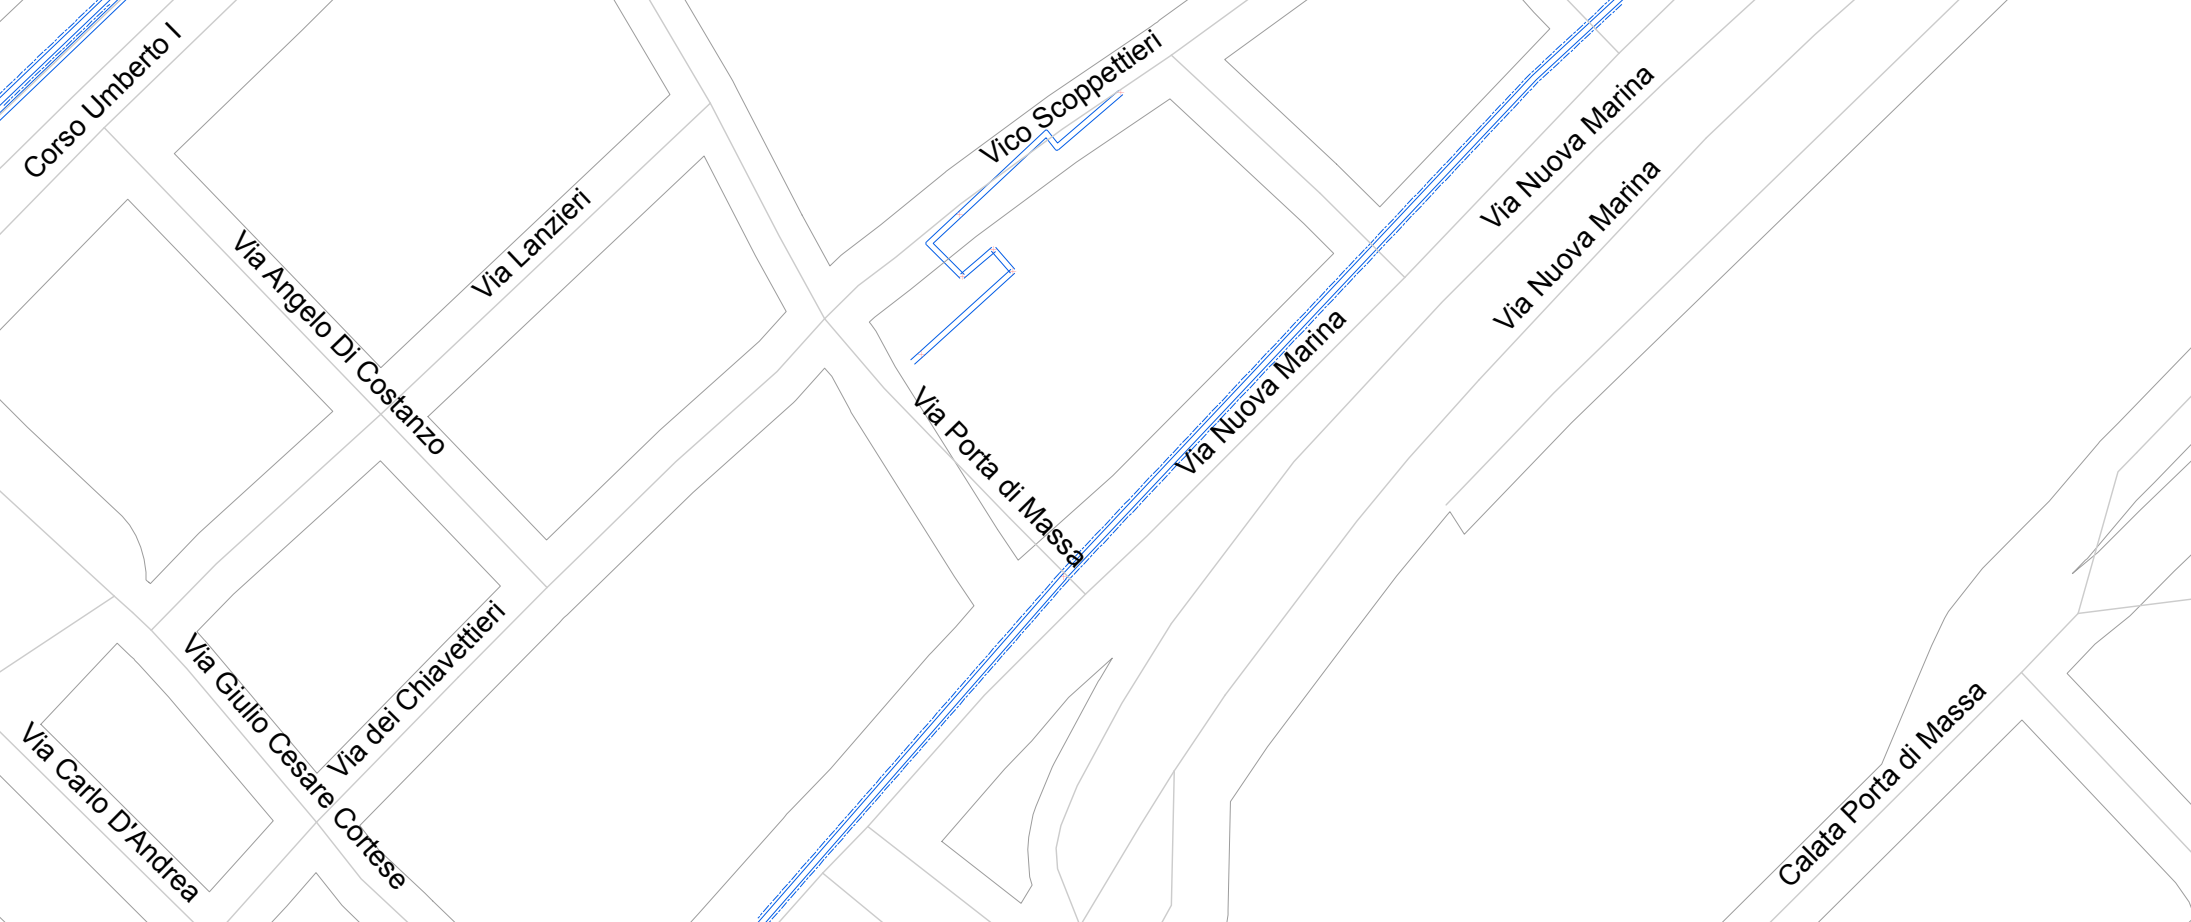 Corso Umberto I
Vico Scoppettieri
Via Nuova Marina
Via Nuova Marina
Via Lanzieri
Via Angelo Di Costanzo
Via Nuova Marina
Via Porta di Massa
Via dei Chiavettieri
Via Giulio Cesare Cortese
Via Carlo D'Andrea
Calata Porta di Massa